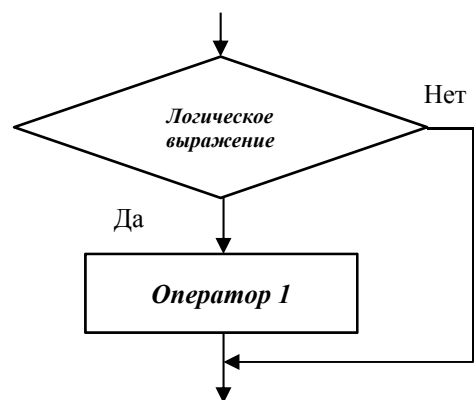 Логическое
выражение
Нет
Да
Оператор 1